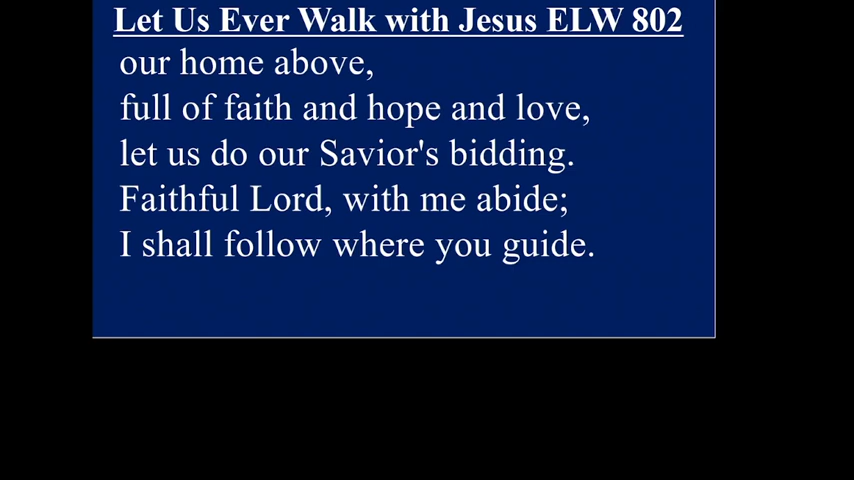 Let Us Ever Walk with Jesus ELW 802
our home above,
full of faith and hope and love,
let us do our Savior's bidding.
Faithful Lord, with me abide;
I shall follow where you guide.